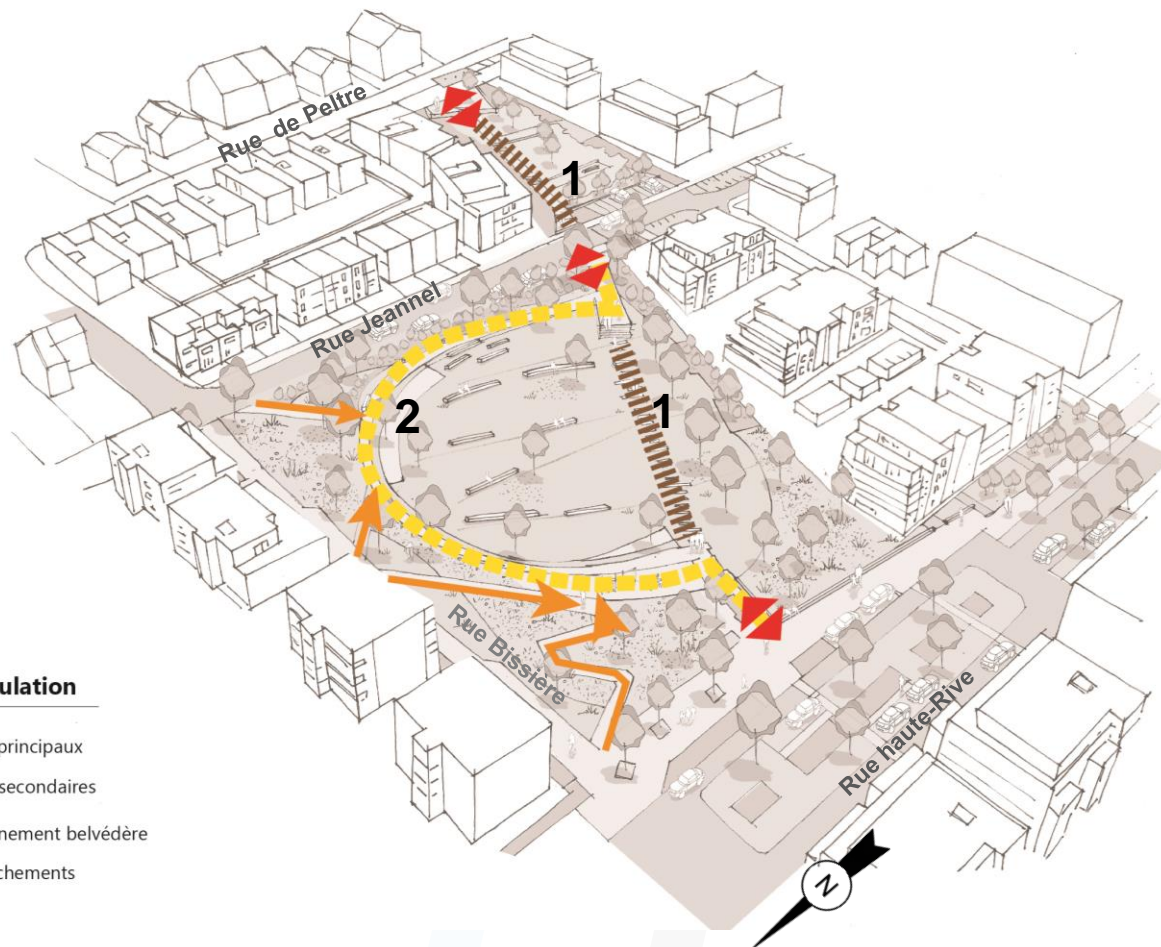 Rue de Peltre
1
Rue Jeannel
2
1
Rue Bissière
Rue haute-Rive
ulation
principaux
secondaires
nement belvédère
chements
N